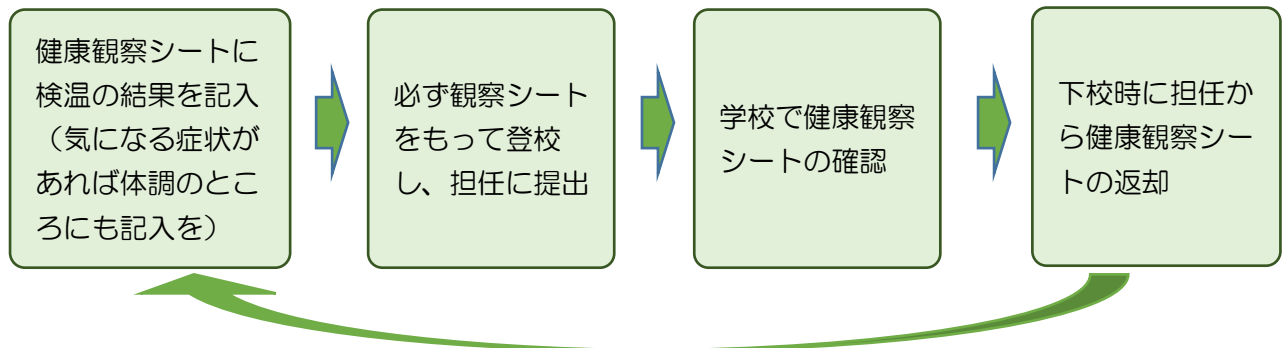 健康観察シートに
検温の結果を記入
（気になる症状が
あれば体調のとこ
ろにも記入を）
必ず観察シート
をもって登校
し、担任に提出
学校で健康観察
シートの確認
下校時に担任か
ら健康観察シー
トの返却